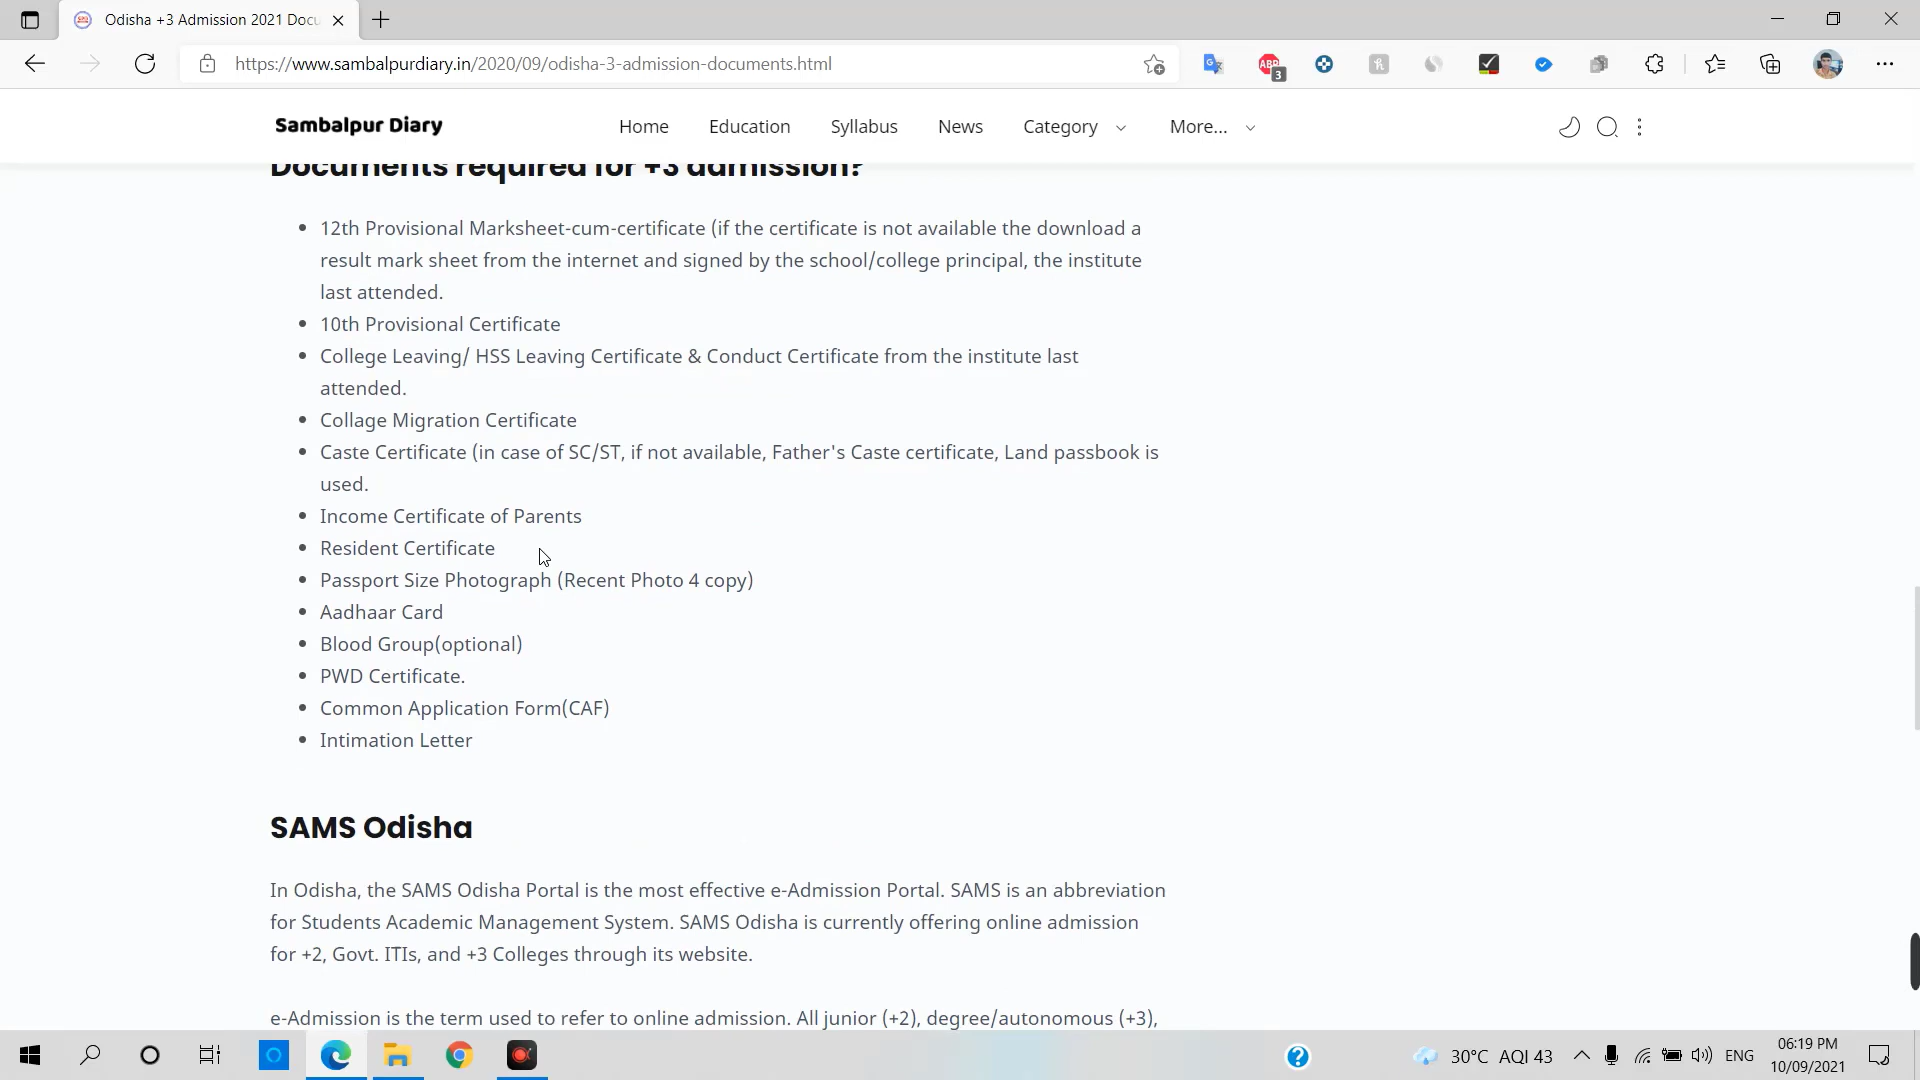 Odisha +3 Admission 2021 Docu
https://www.sambalpurdiary.in/2020/09/odisha-3-admission-documents.html
ABP
3
Sambalpur Diary
Home
Education
Syllabus
News
Category
More...
Documents required for +3 admission?
12th Provisional Marksheet-cum-certificate (if the certificate is not available the download a
result mark sheet from the internet and signed by the school/college principal, the institute
last attended.
10th Provisional Certificate
College Leaving/ HSS Leaving Certificate & Conduct Certificate from the institute last
attended.
Collage Migration Certificate
Caste Certificate (in case of SC/ST, if not available, Father's Caste certificate, Land passbook is
used.
Income Certificate of Parents
Resident Certificate
Passport Size Photograph (Recent Photo 4 copy)
Aadhaar Card
Blood Group(optional)
PWD Certificate.
Common Application Form(CAF)
Intimation Letter
SAMS Odisha
In Odisha, the SAMS Odisha Portal is the most effective e-Admission Portal. SAMS is an abbreviation
for Students Academic Management System. SAMS Odisha is currently offering online admission
for +2, Govt. ITIs, and +3 Colleges through its website.
e-Admission is the term used to refer to online admission. All junior (+2), degree/autonomous (+3),
30°C AQI 43
ENG
06:19 PM
10/09/2021